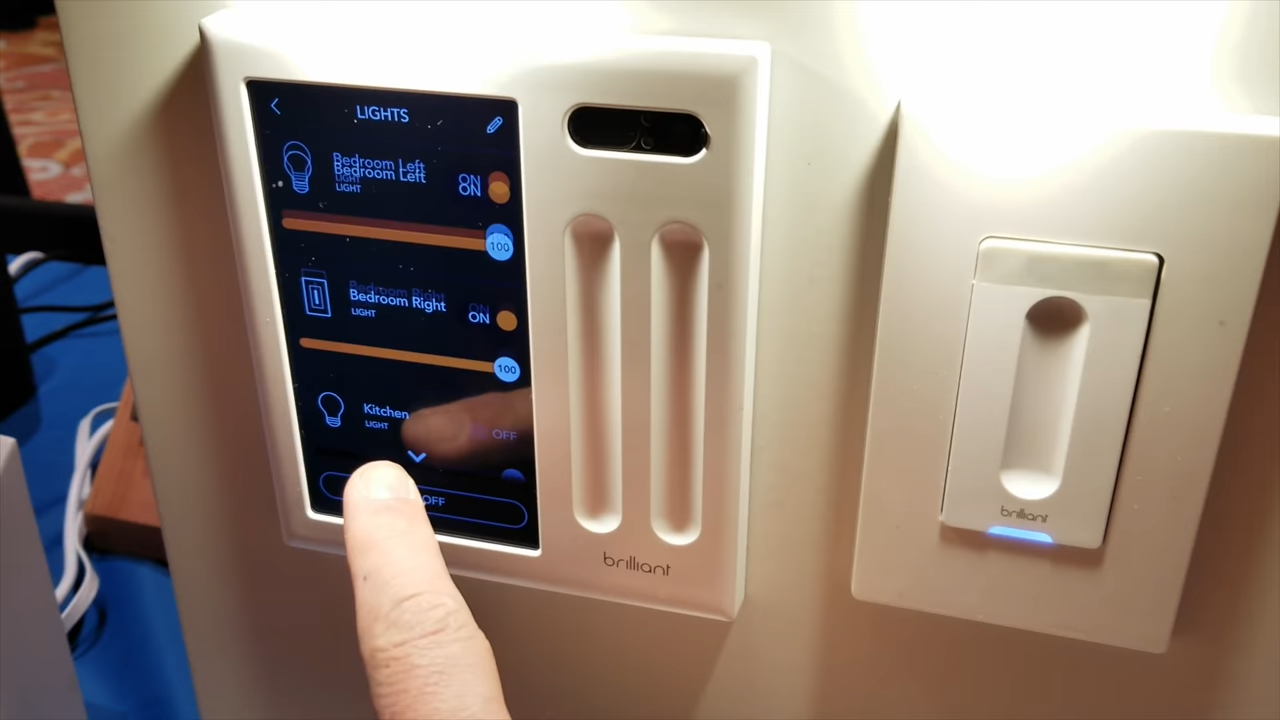 LIGHTS
Bedroom Left
LIGHT
ON
100
Bedroom Right
LIGHT
ON
100
Kitchen
LIGHT
OFF
OFF
brilliant
brilliant